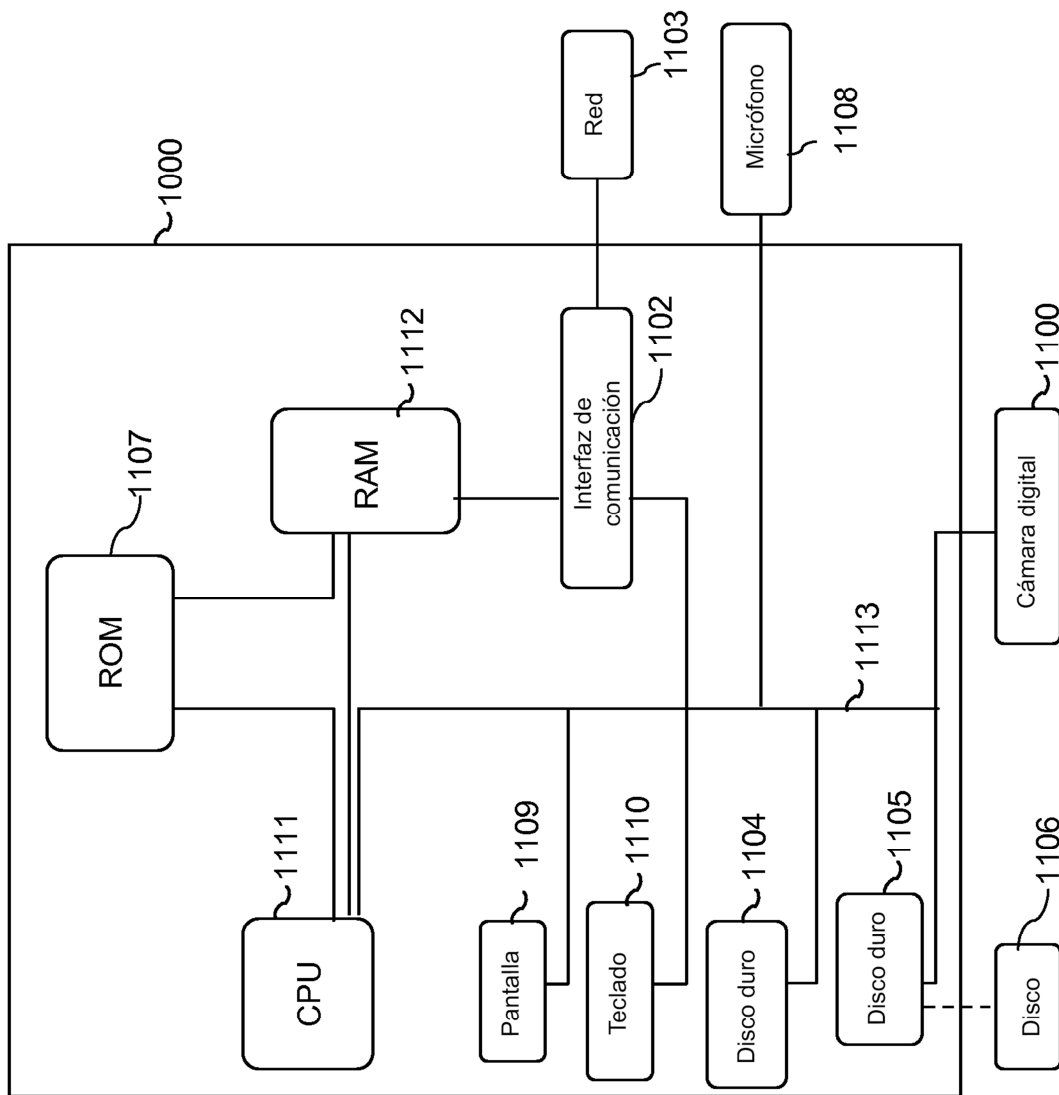 ROM
1107
1000
CPU
1111
RAM
1112
Pantalla
1109
Interfaz de
comunicación
1102
Red
1103
Teclado
1110
Disco duro
1104
Micrófono
1108
1113
Disco duro
1105
Disco
1106
Cámara digital
1100